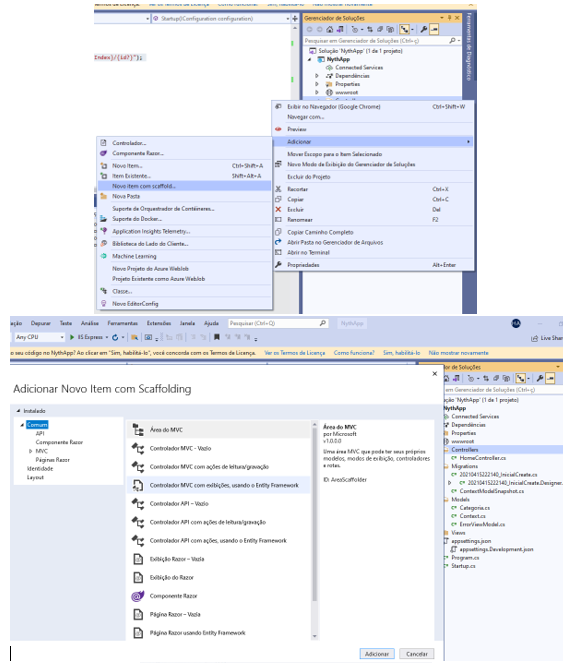 Startup(Configuration configuration)
Index}/{id?}");
Gerenciador de Soluções
Pesquisar em Gerenciador de Soluções (Ctrl+ç)
Solução 'NythApp' (1 de 1 projeto)
NythApp
Connected Services
Dependências
Properties
wwwroot
Ferramentas de Diagnóstico
Exibir no Navegador (Google Chrome) Ctrl+Shift+W
Navegar com...
Preview
Adicionar
Mover Escopo para o Item Selecionado
Novo Modo de Exibição do Gerenciador de Soluções
Excluir do Projeto
Recortar Ctrl+X
Copiar Ctrl+C
Excluir Del
Renomear F2
Copiar Caminho Completo
Abrir Pasta no Gerenciador de Arquivos
Abrir no Terminal
Propriedades Alt+Enter
Controlador...
Componente Razor...
Novo Item... Ctrl+Shift+A
Item Existente... Shift+Alt+A
Novo item com scaffold...
Nova Pasta
Suporte de Orquestrador de Contêineres...
Suporte do Docker...
Application Insights Telemetry...
Biblioteca do Lado do Cliente...
Machine Learning
Novo Projeto do Azure WebJob
Projeto Existente como Azure WebJob
Classe...
Novo EditorConfig
ação Depurar Teste Análise Ferramentas Extensões Janela Ajuda Pesquisar (Ctrl+Q) NythApp
Any CPU IIS Express Live Shar
o seu código no NythApp? Ao clicar em "Sim, habilitá-lo", você concorda com os Termos de Licença. Ver os Termos de Licença Como funciona? Sim, habilitá-lo Não mostrar novamente
Adicionar Novo Item com Scaffolding
Instalado
Comum
API
Componente Razor
MVC
Páginas Razor
Identidade
Layout
Área do MVC
Controlador MVC - Vazio
Controlador MVC com ações de leitura/gravação
Controlador MVC com exibições, usando o Entity Framework
Controlador API – Vazio
Controlador API com ações de leitura/gravação
Controlador API com ações, usando o Entity Framework
Exibição Razor – Vazia
Exibição do Razor
Componente Razor
Página Razor – Vazia
Página Razor usando Entity Framework
Área do MVC
por Microsoft
v1.0.0.0
Uma área MVC que pode ter seus próprios
modelos, modos de exibição, controladores
e rotas.
ID: AreaScaffolder
Adicionar Cancelar
dor de Soluções
em Gerenciador de Soluções (Ctrl+ç)
ução 'NythApp' (1 de 1 projeto)
NythApp
Connected Services
Dependências
Properties
wwwroot
Controllers
HomeController.cs
Migrations
20210415222140_InicialCreate.cs
20210415222140_InicialCreate.Designer.
ContextModelSnapshot.cs
Models
Categoria.cs
Context.cs
ErrorViewModel.cs
Views
appsettings.json
appsettings.Development.json
Program.cs
Startup.cs